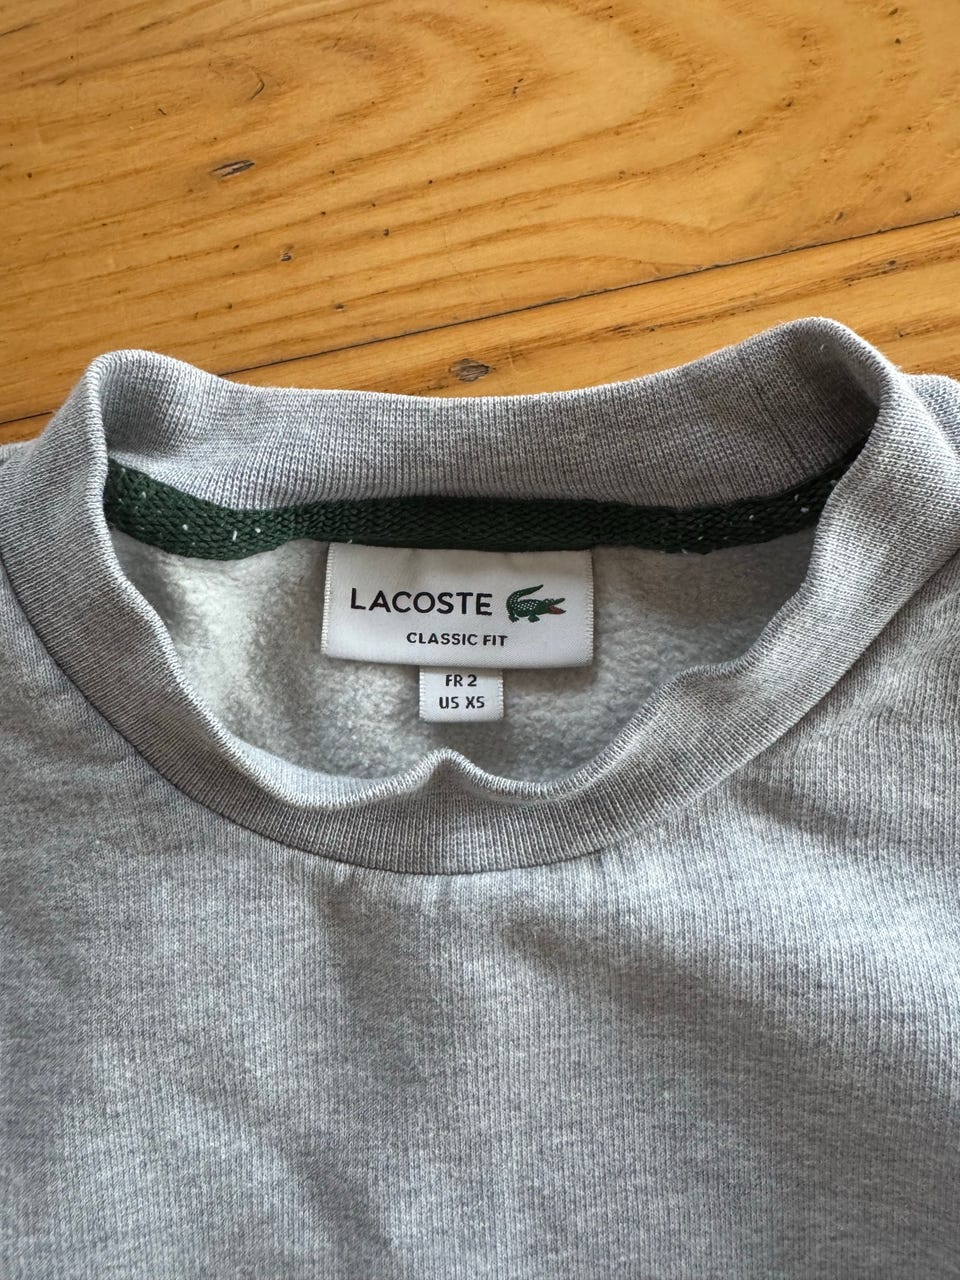 LACOSTE
CLASSIC FIT
FR 2
US XS